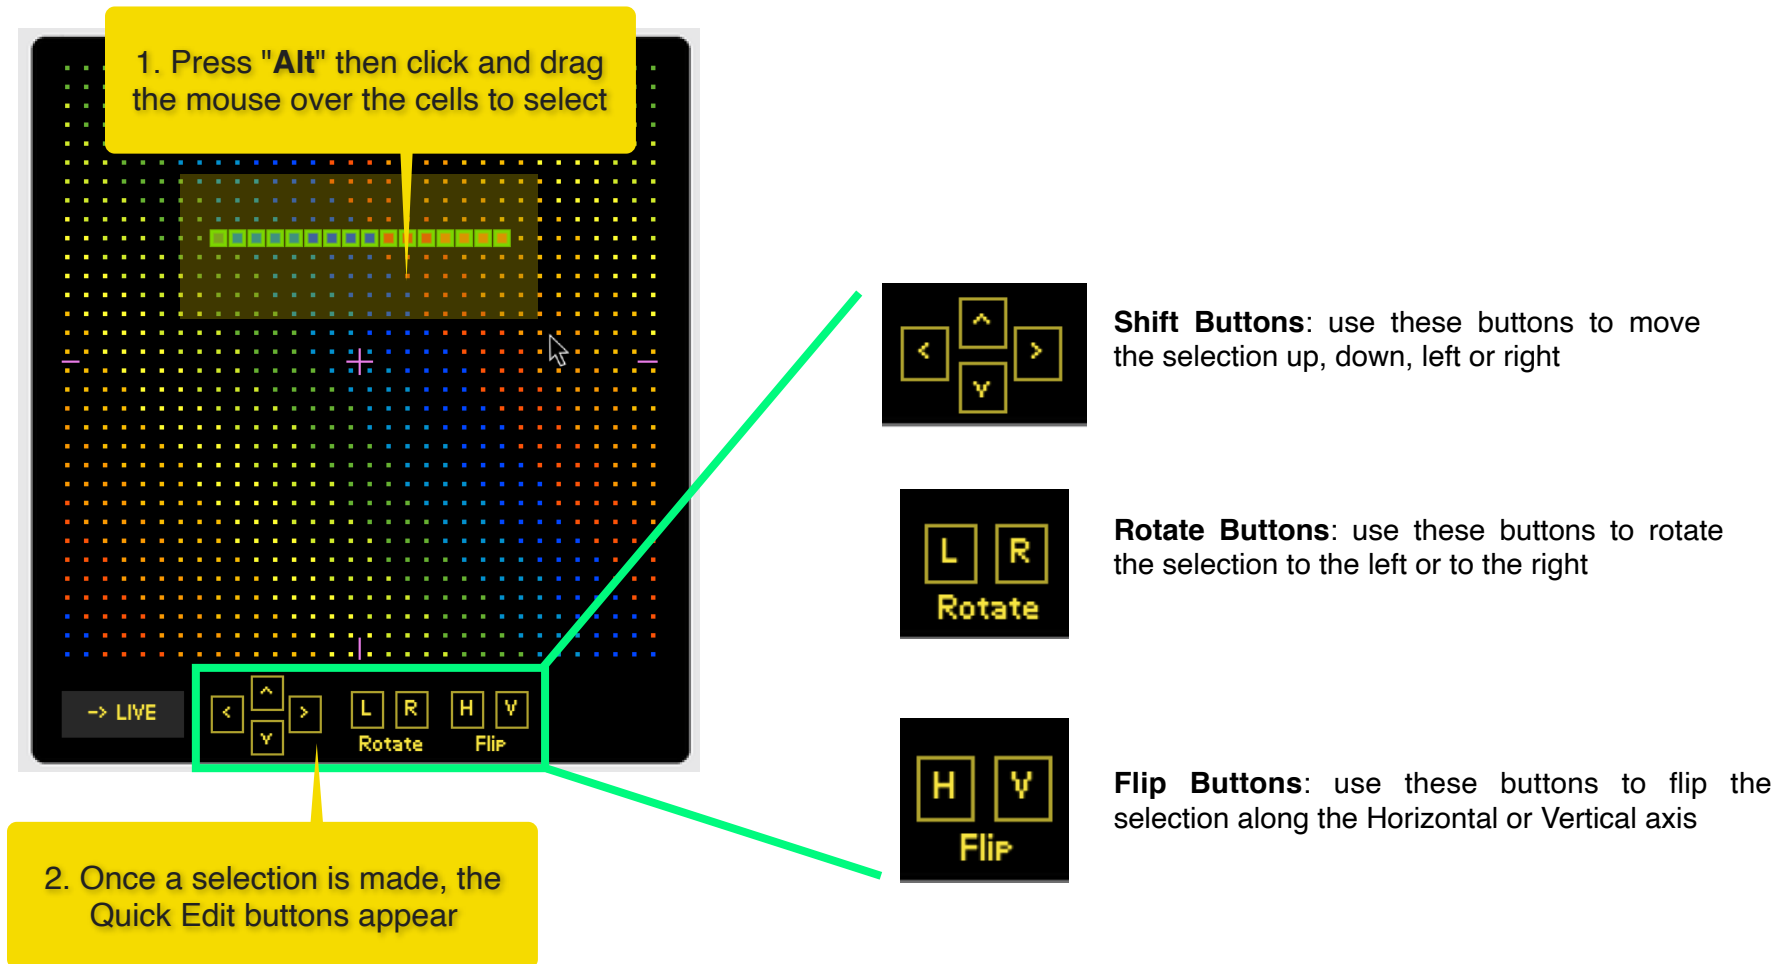 1. Press "Alt" then click and drag
the mouse over the cells to select
-> LIVE
<
^
v
>
L R
Rotate
H V
Flip
2. Once a selection is made, the
Quick Edit buttons appear
<
^
v
>
Shift Buttons: use these buttons to move
the selection up, down, left or right
L R
Rotate
Rotate Buttons: use these buttons to rotate
the selection to the left or to the right
H V
Flip
Flip Buttons: use these buttons to flip the
selection along the Horizontal or Vertical axis